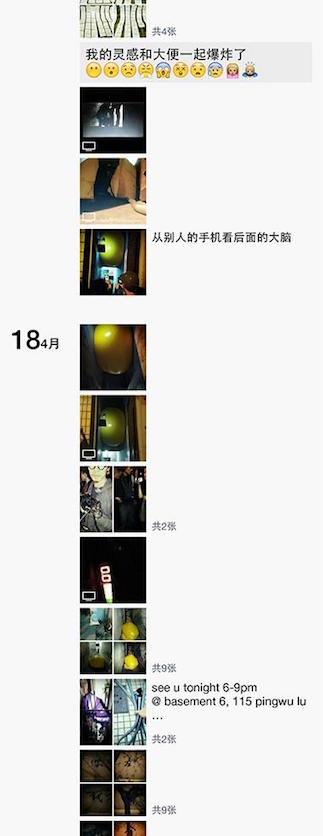 共4张
我的灵感和大便一起爆炸了
😶😮😟😤😱😵😧😰🙅🙇
从别人的手机看后面的大脑
18 4月
共2张
共9张
see u tonight 6-9pm
@ basement 6, 115 pingwu lu
...
共2张
共9张